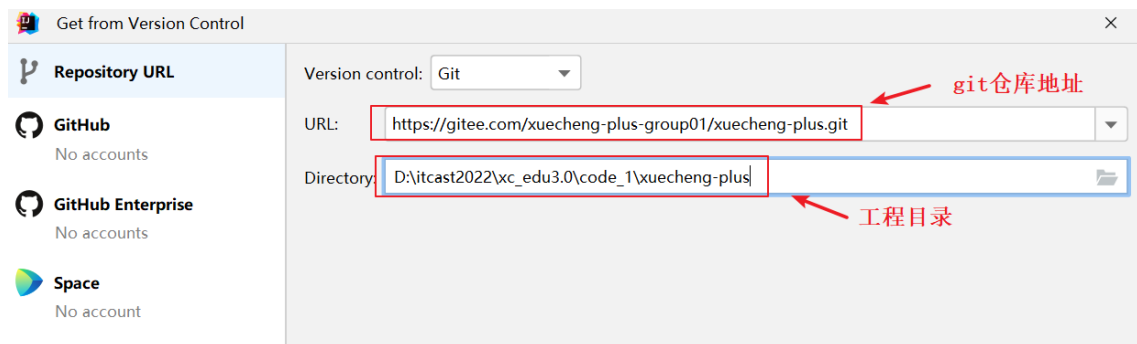 Get from Version Control
Repository URL
Version control: Git
git仓库地址
GitHub
URL: https://gitee.com/xuecheng-plus-group01/xuecheng-plus.git
No accounts
Directory: D:\itcast2022\xc_edu3.0\code_1\xuecheng-plus
GitHub Enterprise
工程目录
No accounts
Space
No account